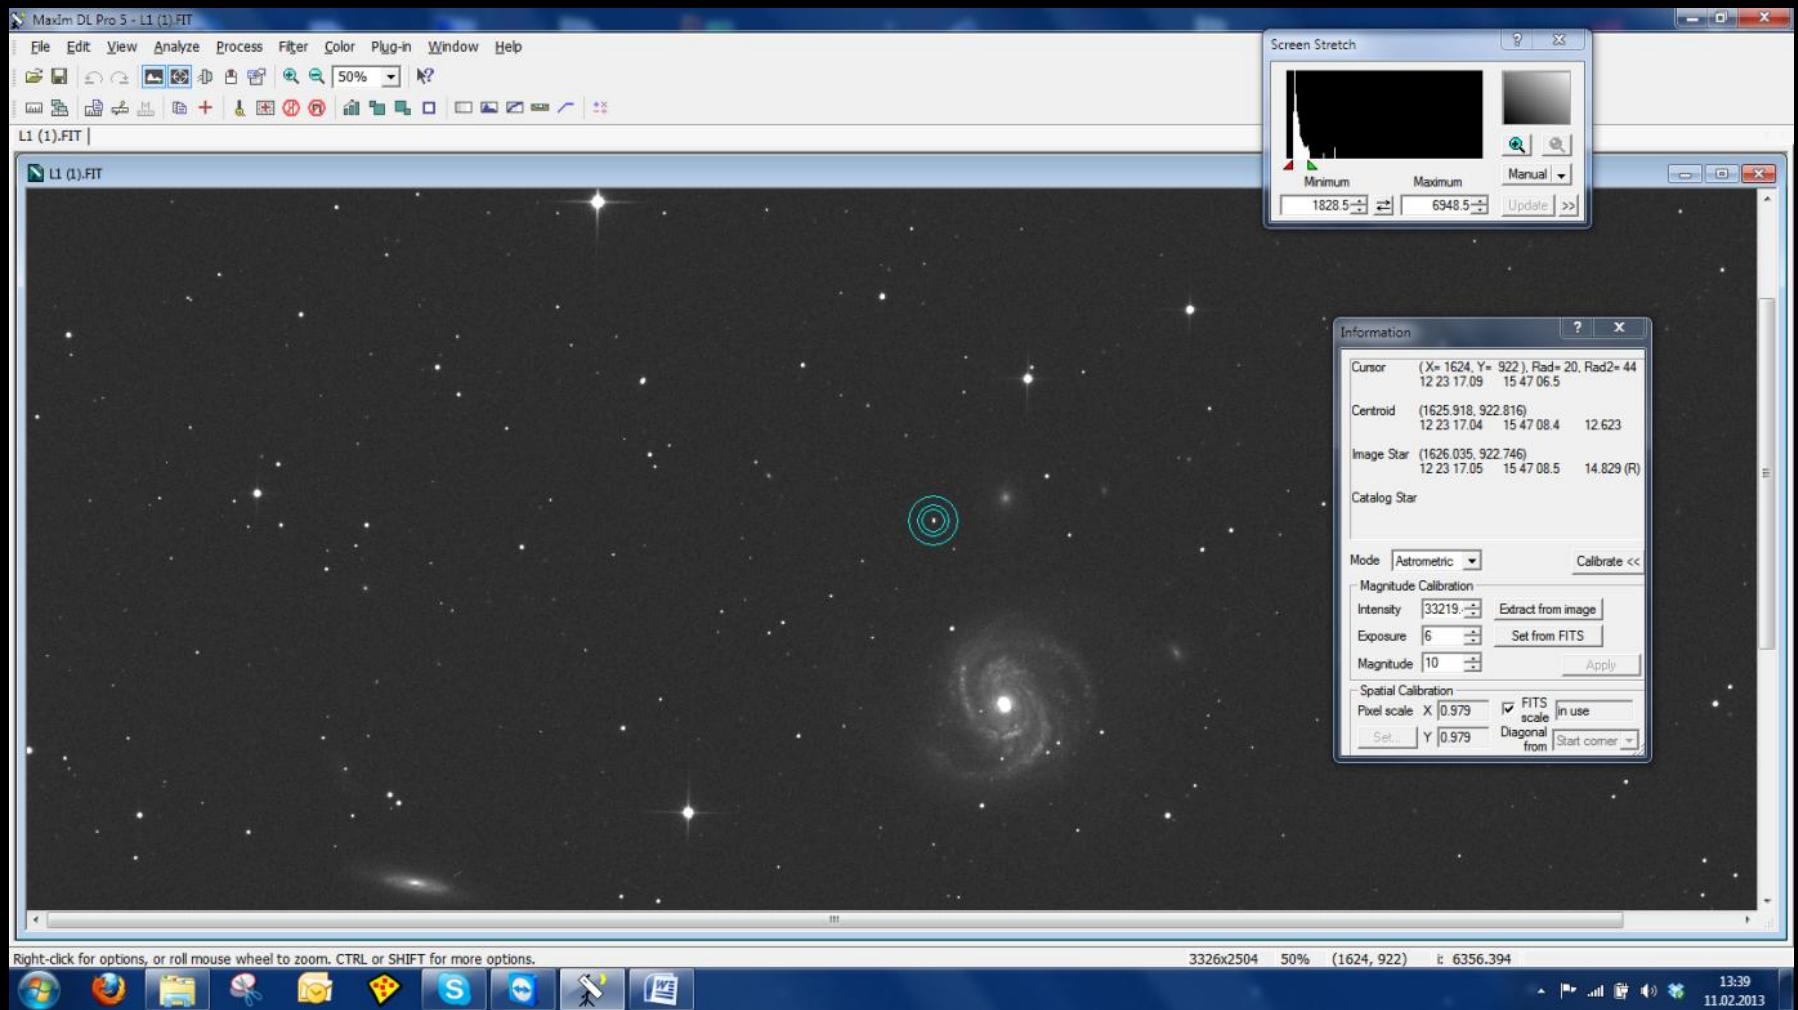 MaxIm DL Pro 5 - L1 (1).FIT
File Edit View Analyze Process Filter Color Plug-in Window Help
50%
L1 (1).FIT
L1 (1).FIT
Screen Stretch
Minimum Maximum
1828.5 6948.5
Manual
Update >>
Information
Cursor (X= 1624, Y= 922 ), Rad= 20, Rad2= 44
12 23 17.09 15 47 06.5
Centroid (1625.918, 922.816)
12 23 17.04 15 47 08.4 12.623
Image Star (1626.035, 922.746)
12 23 17.05 15 47 08.5 14.829 (R)
Catalog Star
Mode Astrometric Calibrate <<
Magnitude Calibration
Intensity 33219. Extract from image
Exposure 6 Set from FITS
Magnitude 10 Apply
Spatial Calibration
Pixel scale X 0.979 FITS scale in use
Set... Y 0.979 Diagonal from Start corner
Right-click for options, or roll mouse wheel to zoom. CTRL or SHIFT for more options. 3326x2504 50% (1624, 922) i: 6356.394
13:39
11.02.2013